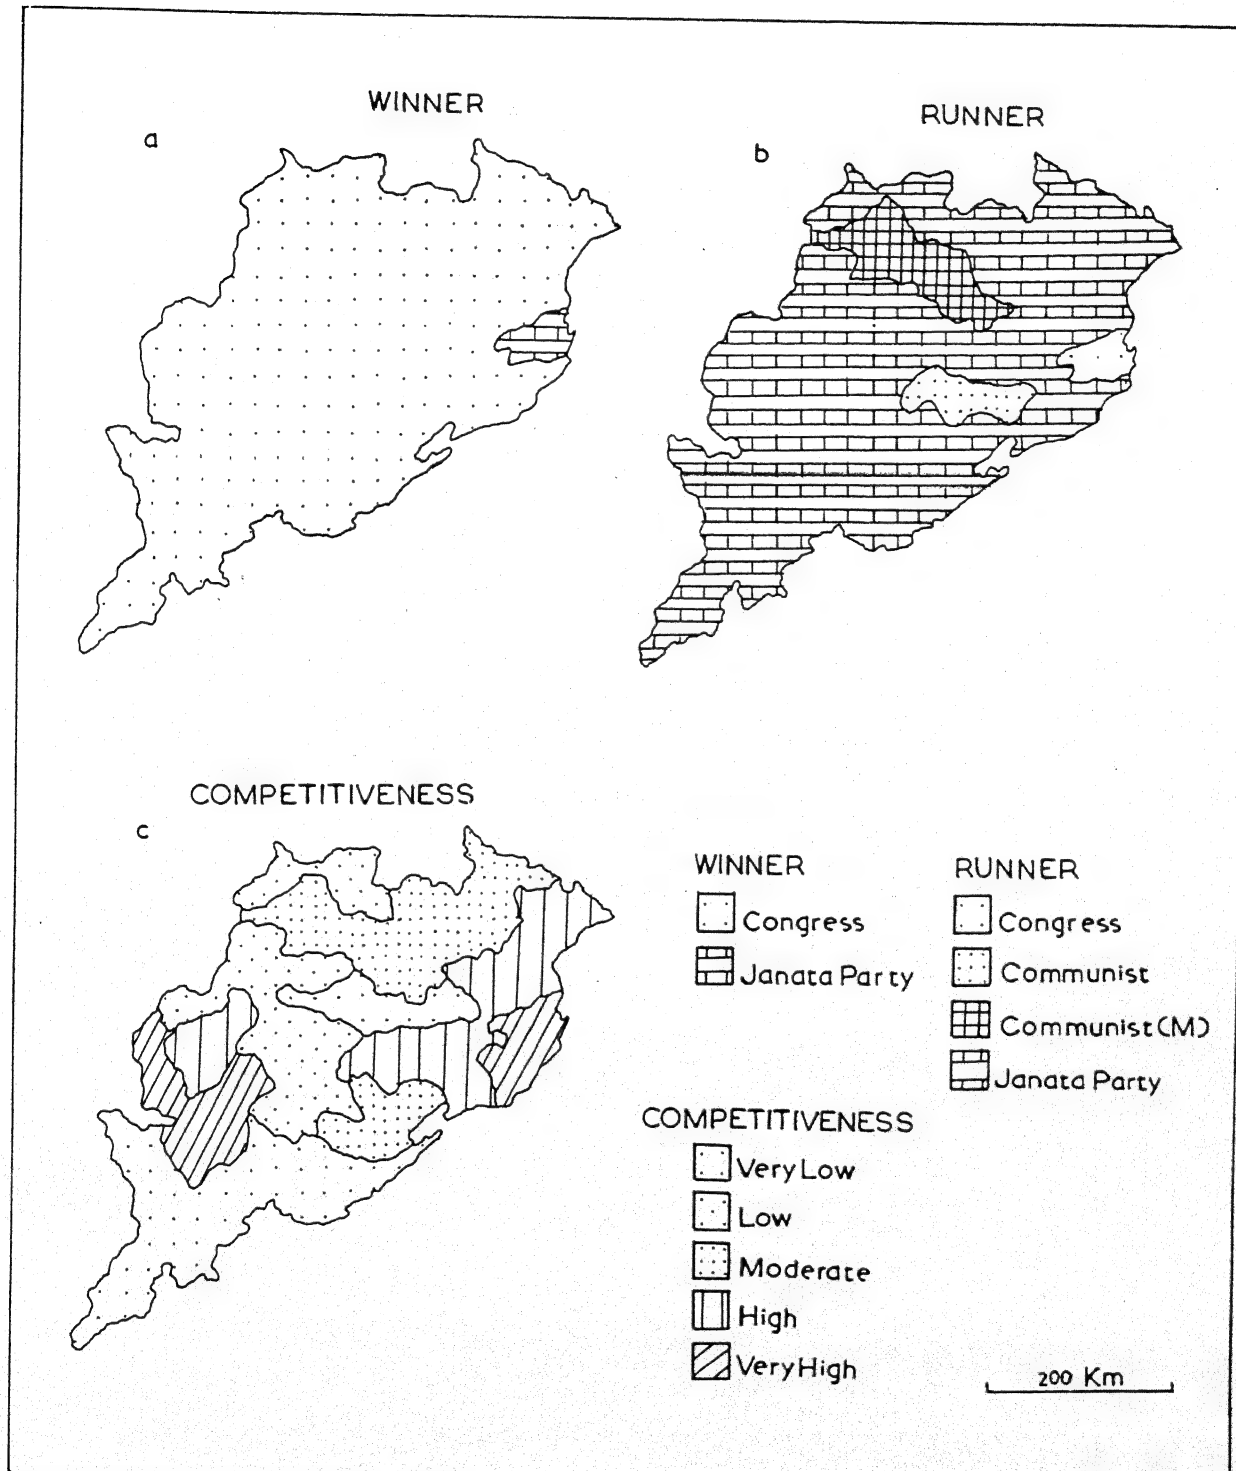 WINNER
a
RUNNER
b
COMPETITIVENESS
c
WINNER
Congress
Janata Party
RUNNER
Congress
Communist
Communist(M)
Janata Party
COMPETITIVENESS
Very Low
Low
Moderate
High
Very High
200 Km